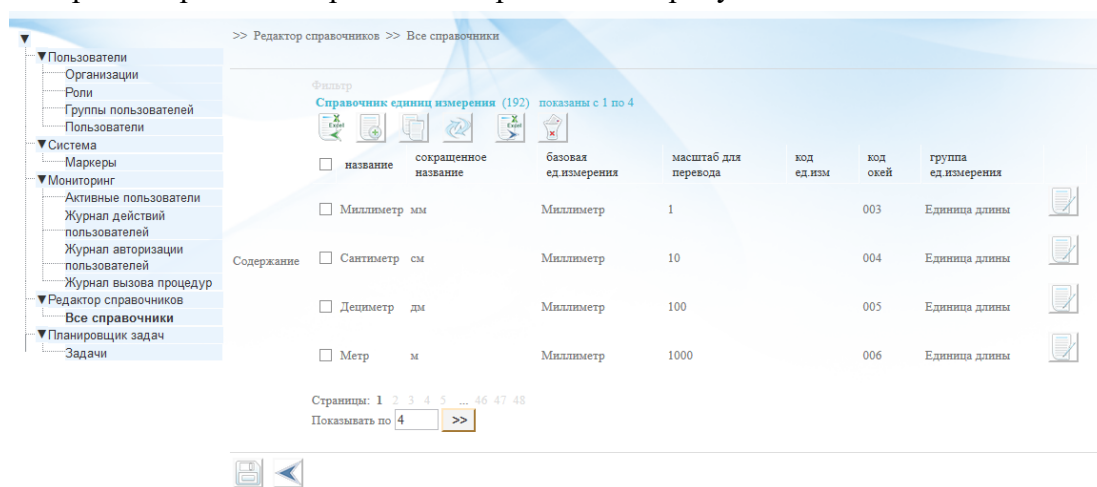 >> Редактор справочников >> Все справочники
▼
▼Пользователи
Организации
Роли
Группы пользователей
Пользователи
▼Система
Маркеры
▼Мониторинг
Активные пользователи
Журнал действий
пользователей
Журнал авторизации
пользователей
Журнал вызова процедур
▼Редактор справочников
Все справочники
▼Планировщик задач
Задачи
Содержание
Фильтр
Справочник единиц измерения (192) показаны с 1 по 4
Excel Excel
название сокращенное название базовая ед.измерения масштаб для перевода код ед.изм код окей группа ед.измерения
Миллиметр мм Миллиметр 1 003 Единица длины
Сантиметр см Миллиметр 10 004 Единица длины
Дециметр дм Миллиметр 100 005 Единица длины
Метр м Миллиметр 1000 006 Единица длины
Страницы: 1 2 3 4 5 ... 46 47 48
Показывать по 4 >>